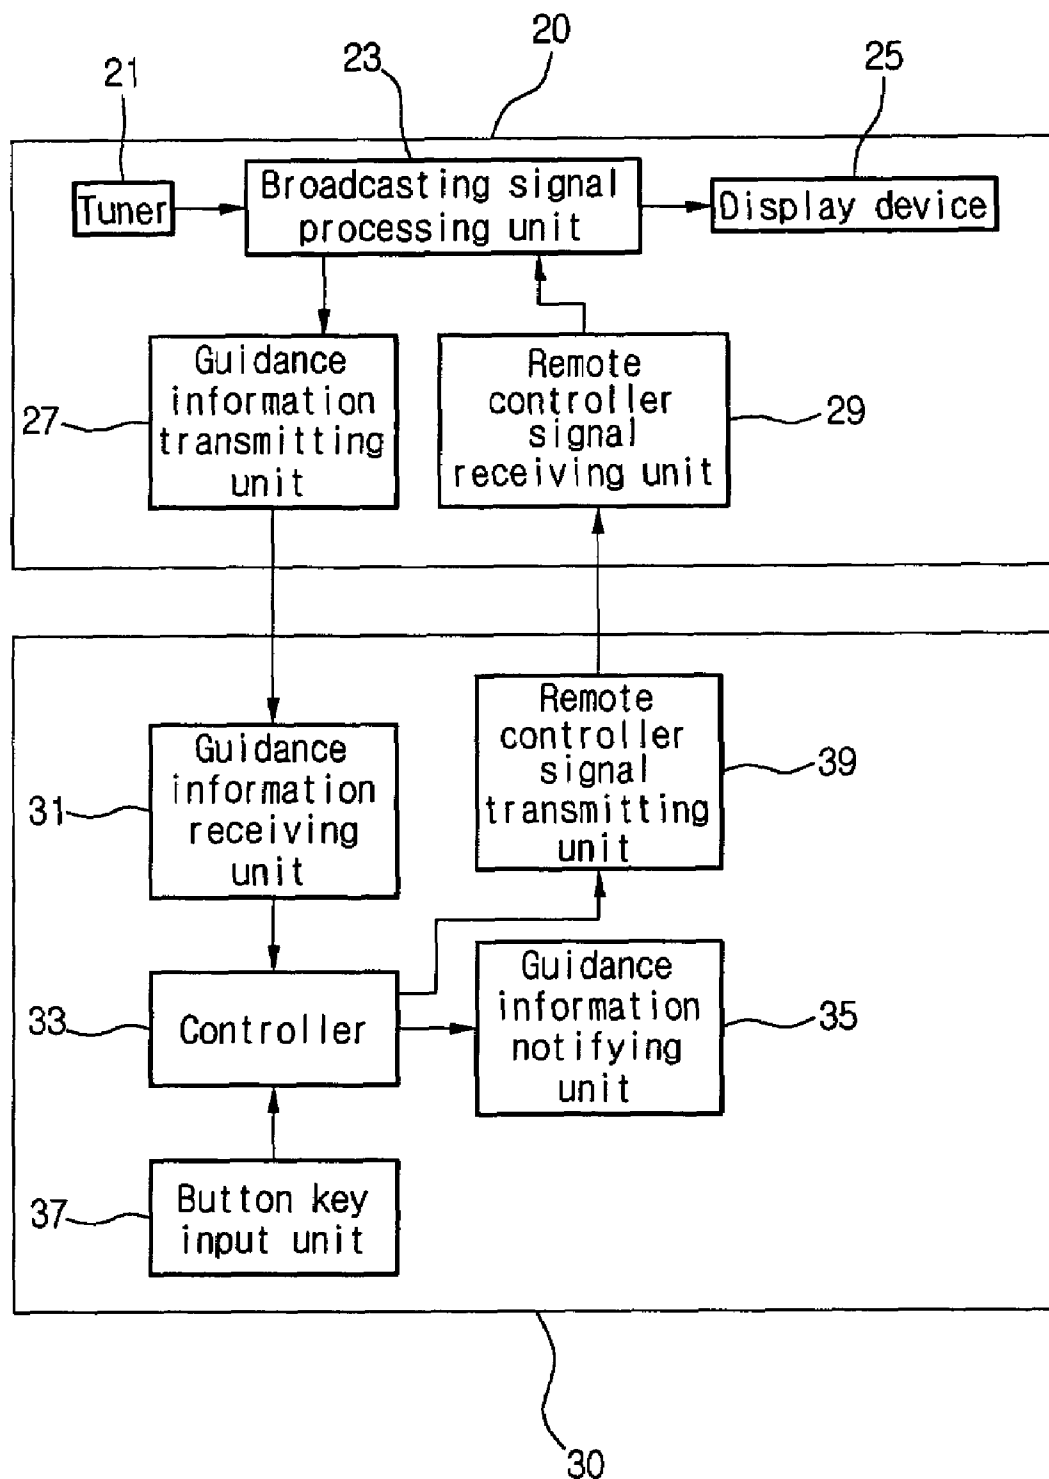 20
23
25
21
Tuner
Broadcasting signal
processing unit
Display device
Guidance
information
transmitting
unit
27
Remote
controller
signal
receiving unit
29
Guidance
information
receiving
unit
31
Remote
controller
signal
transmitting
unit
39
33
Controller
Guidance
information
notifying
unit
35
37
Button key
input unit
30